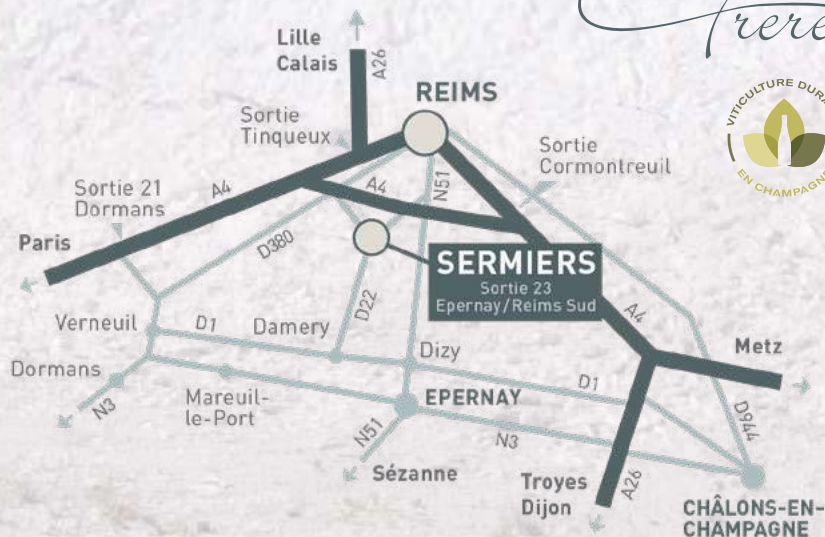 Frere
Lille
Calais
A26
REIMS
VITICULTURE DURA
EN CHAMPAGNE
Sortie
Tinqueux
Sortie
Cormontreuil
Sortie 21
Dormans
A4
A4
N51
Paris
D380
SERMIERS
Sortie 23
Epernay/Reims Sud
D22
A4
Verneuil
D1
Damery
Dizy
Metz
Dormans
N3
Mareuil-
le-Port
EPERNAY
D1
D944
N51
N3
Sézanne
Troyes
Dijon
A26
CHÂLONS-EN-
CHAMPAGNE